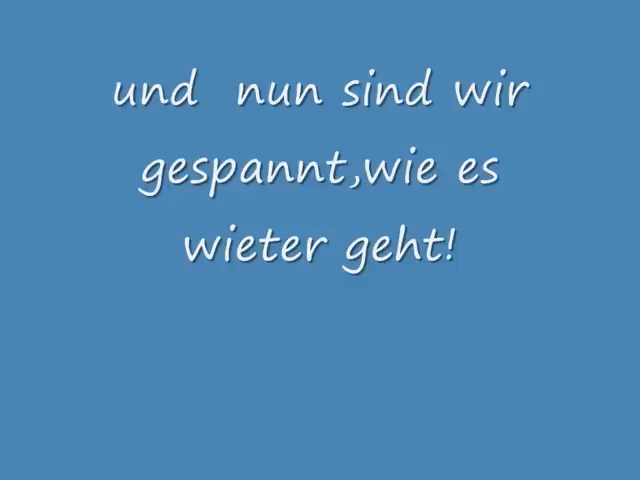 und nun sind wir
gespannt,wie es
wieter geht!